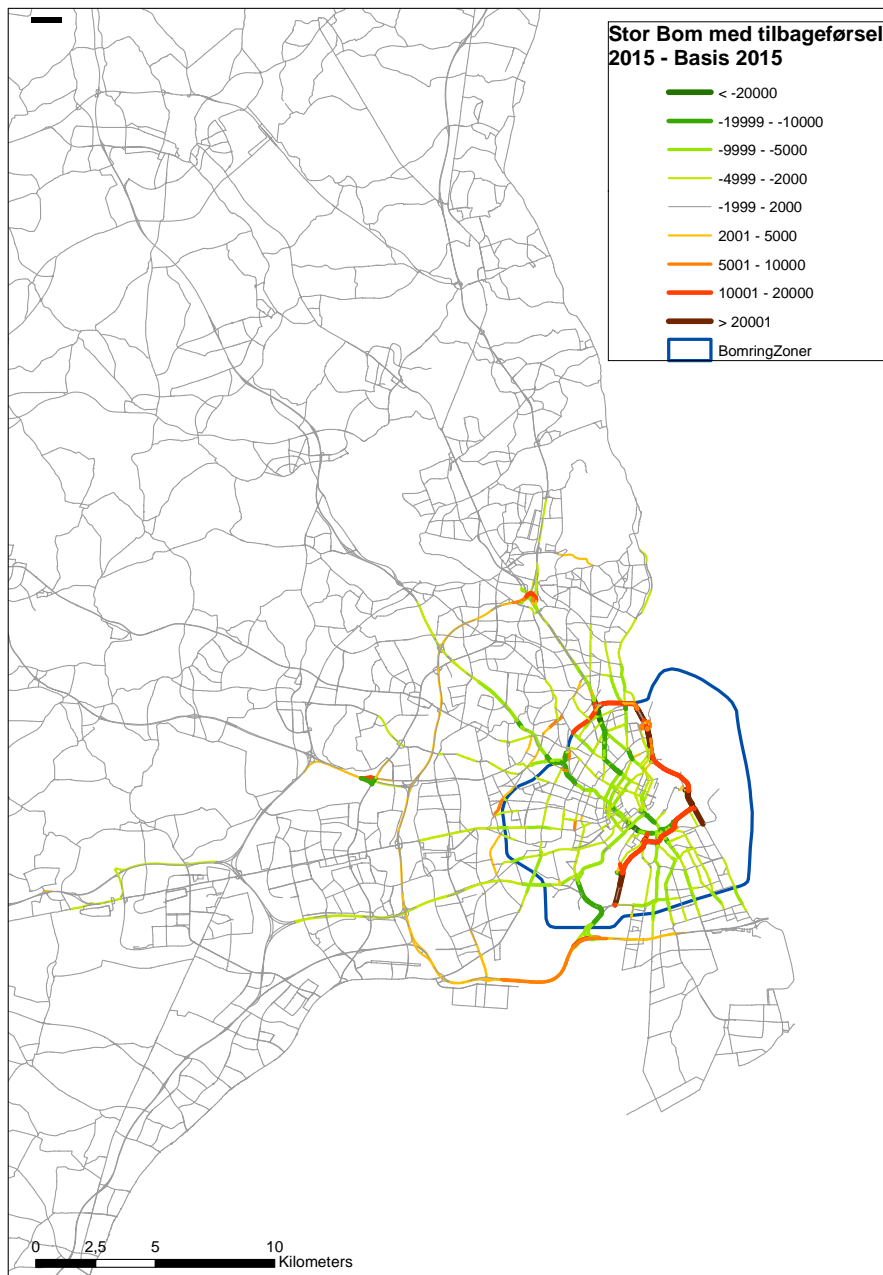 Stor Bom med tilbageførsel
2015 - Basis 2015
< -20000
-19999 - -10000
-9999 - -5000
-4999 - -2000
-1999 - 2000
2001 - 5000
5001 - 10000
10001 - 20000
> 20001
BomringZoner
0 2,5 5 10
Kilometers